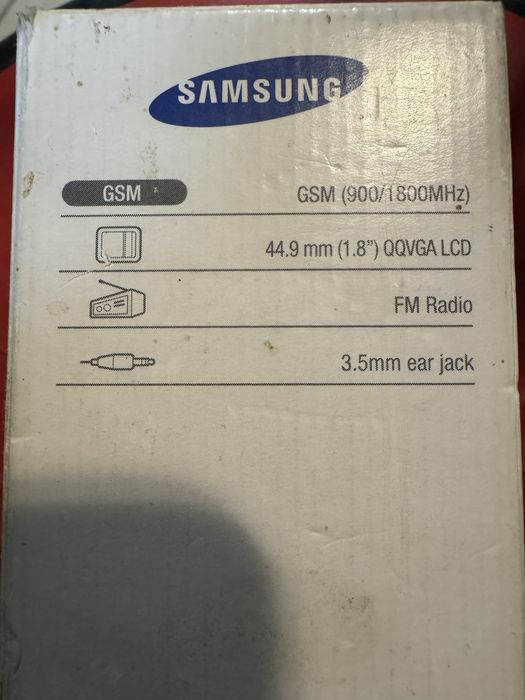 SAMSUNG
GSM GSM (900/1800MHz)
44.9 mm (1.8”) QQVGA LCD
FM Radio
3.5mm ear jack